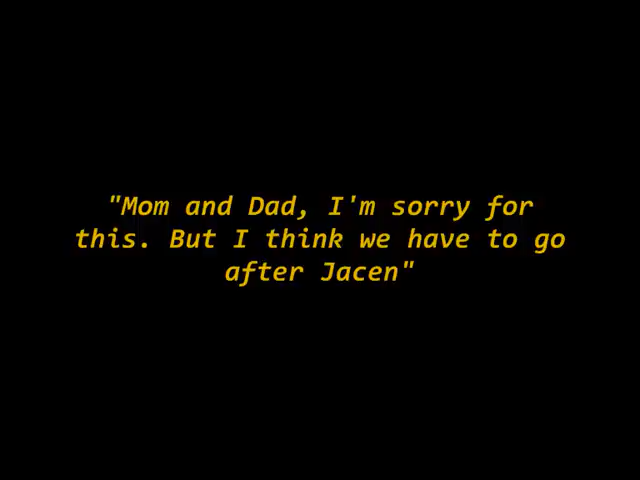 "Mom and Dad, I'm sorry for
this. But I think we have to go
after Jacen"